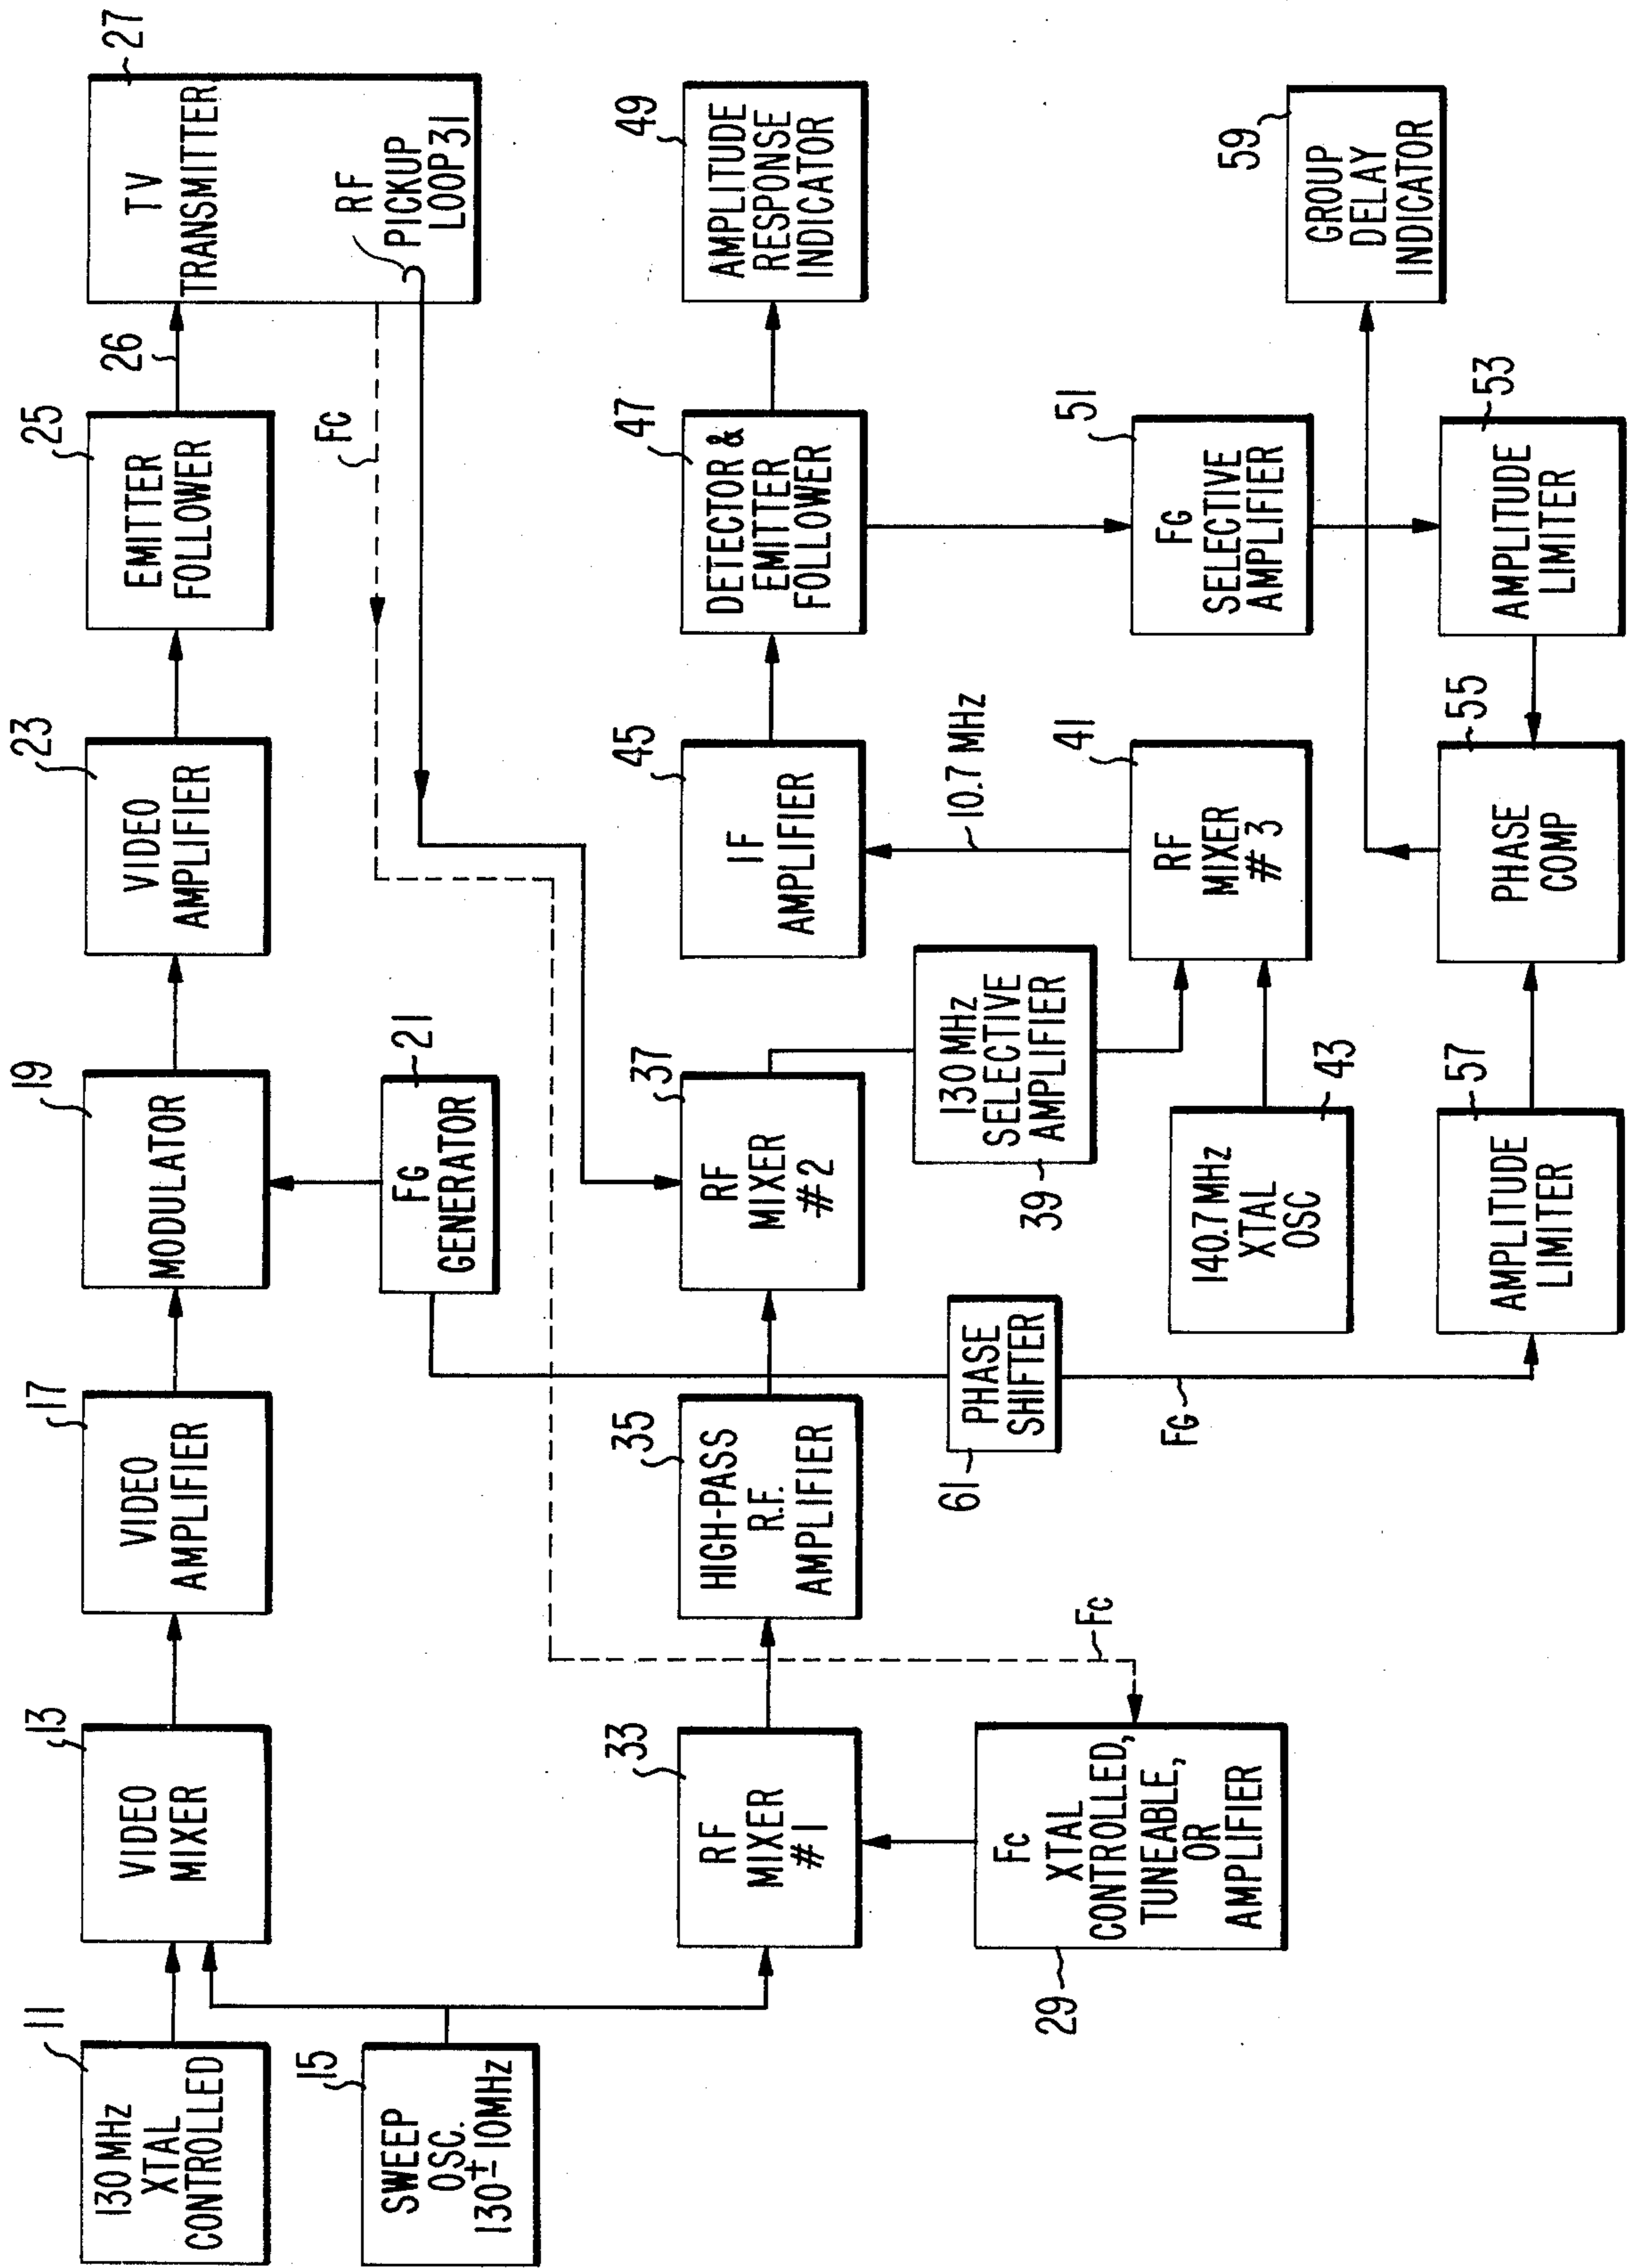 11
130 MHz
XTAL
CONTROLLED
13
VIDEO
MIXER
17
VIDEO
AMPLIFIER
19
MODULATOR
23
VIDEO
AMPLIFIER
25
EMITTER
FOLLOWER
26
27
TV
TRANSMITTER
RF
PICKUP
LOOP 31
15
SWEEP
OSC.
130±10MHz
FG
GENERATOR
21
FC
33
RF
MIXER
#1
35
HIGH-PASS
R.F.
AMPLIFIER
37
RF
MIXER
#2
45
IF
AMPLIFIER
47
DETECTOR &
EMITTER
FOLLOWER
49
AMPLITUDE
RESPONSE
INDICATOR
130 MHz
SELECTIVE
AMPLIFIER
39
10.7 MHz
61
PHASE
SHIFTER
FC
FG
29
FC
XTAL
CONTROLLED,
TUNEABLE,
OR
AMPLIFIER
140.7 MHz
XTAL
OSC
43
41
RF
MIXER
#3
51
FG
SELECTIVE
AMPLIFIER
59
GROUP
DELAY
INDICATOR
57
AMPLITUDE
LIMITER
55
PHASE
COMP
53
AMPLITUDE
LIMITER